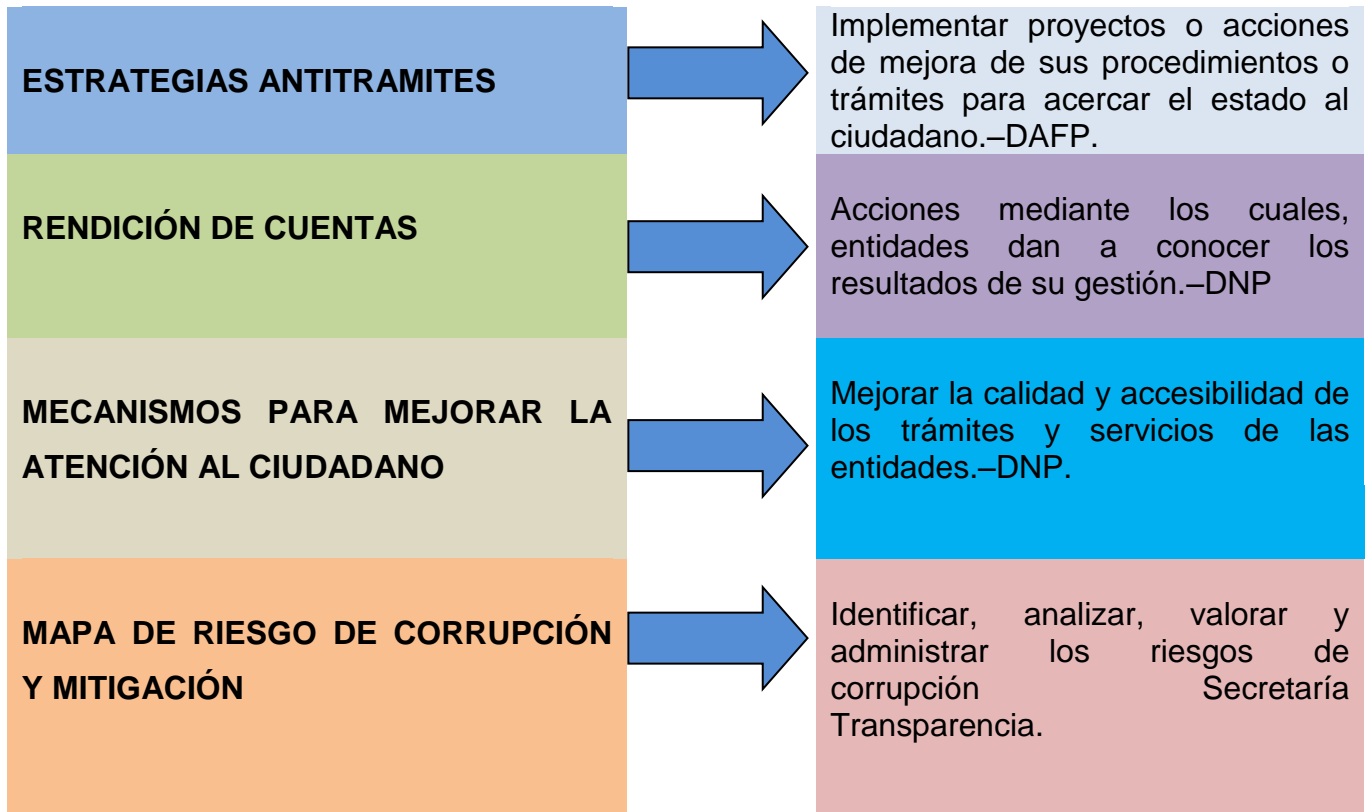 ESTRATEGIAS ANTITRAMITES
Implementar proyectos o acciones
de mejora de sus procedimientos o
trámites para acercar el estado al
ciudadano.–DAFP.
RENDICIÓN DE CUENTAS
Acciones mediante los cuales,
entidades dan a conocer los
resultados de su gestión.–DNP
MECANISMOS PARA MEJORAR LA
ATENCIÓN AL CIUDADANO
Mejorar la calidad y accesibilidad de
los trámites y servicios de las
entidades.–DNP.
MAPA DE RIESGO DE CORRUPCIÓN
Y MITIGACIÓN
Identificar, analizar, valorar y
administrar los riesgos de
corrupción Secretaría
Transparencia.